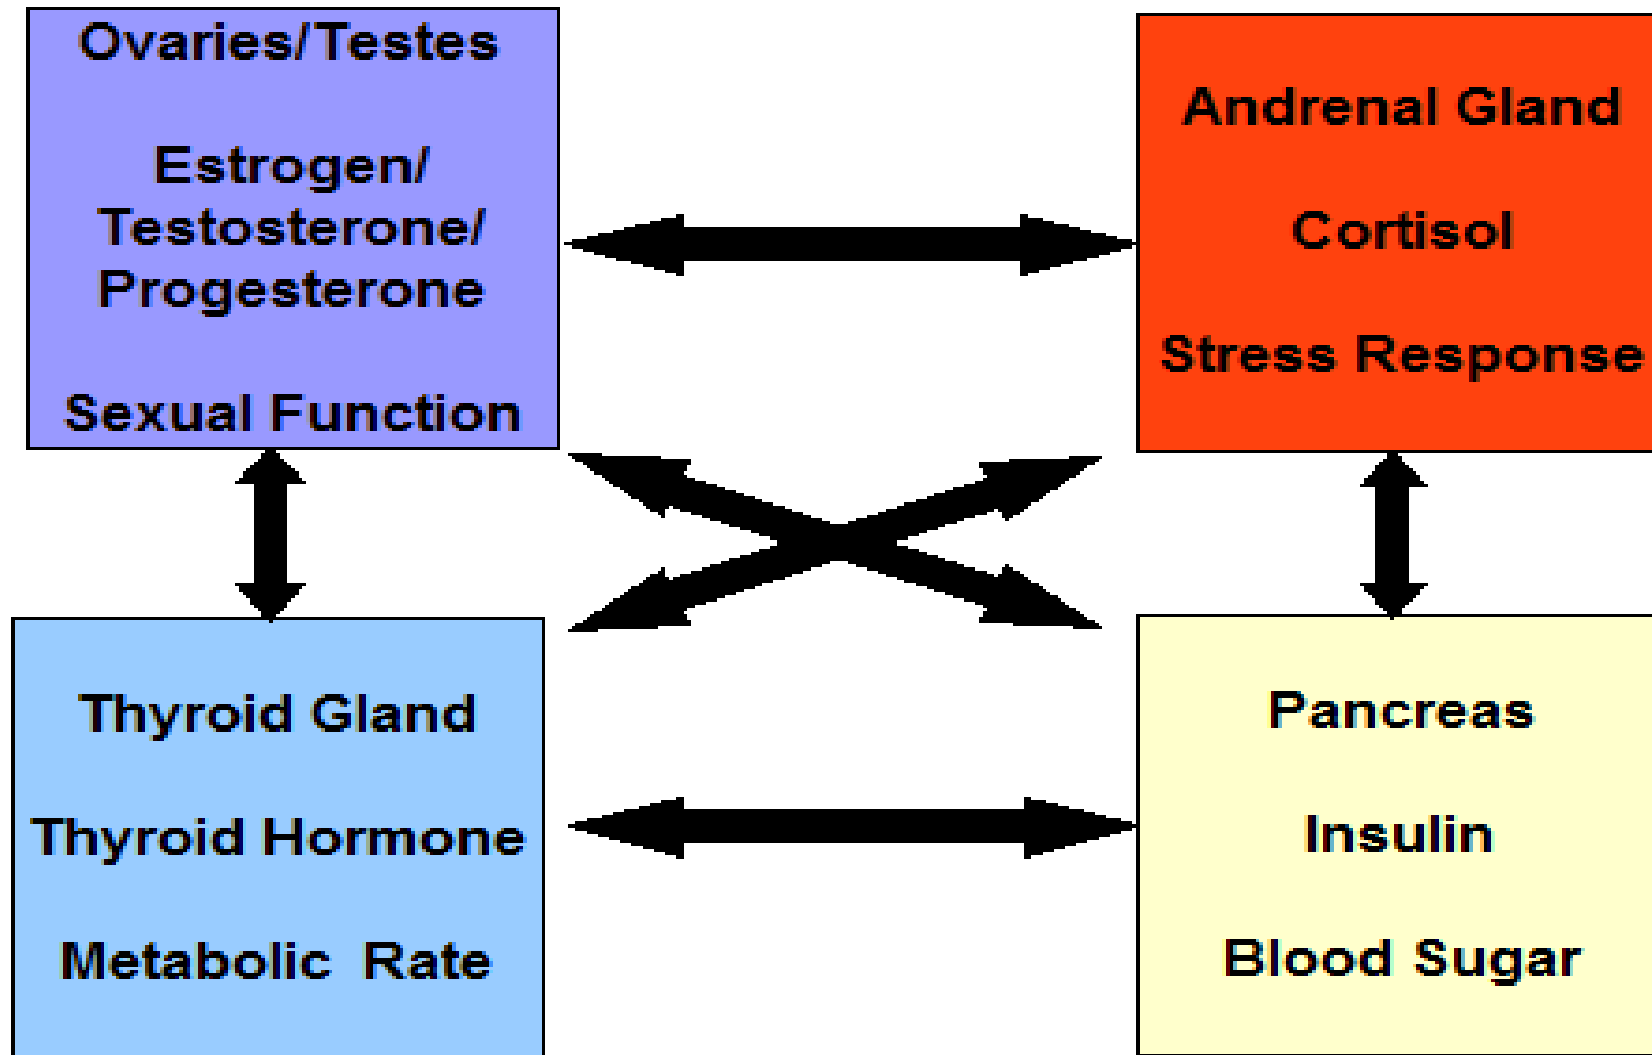 Ovaries/Testes
Estrogen/
Testosterone/
Progesterone
Sexual Function
Andrenal Gland
Cortisol
Stress Response
Thyroid Gland
Thyroid Hormone
Metabolic Rate
Pancreas
Insulin
Blood Sugar